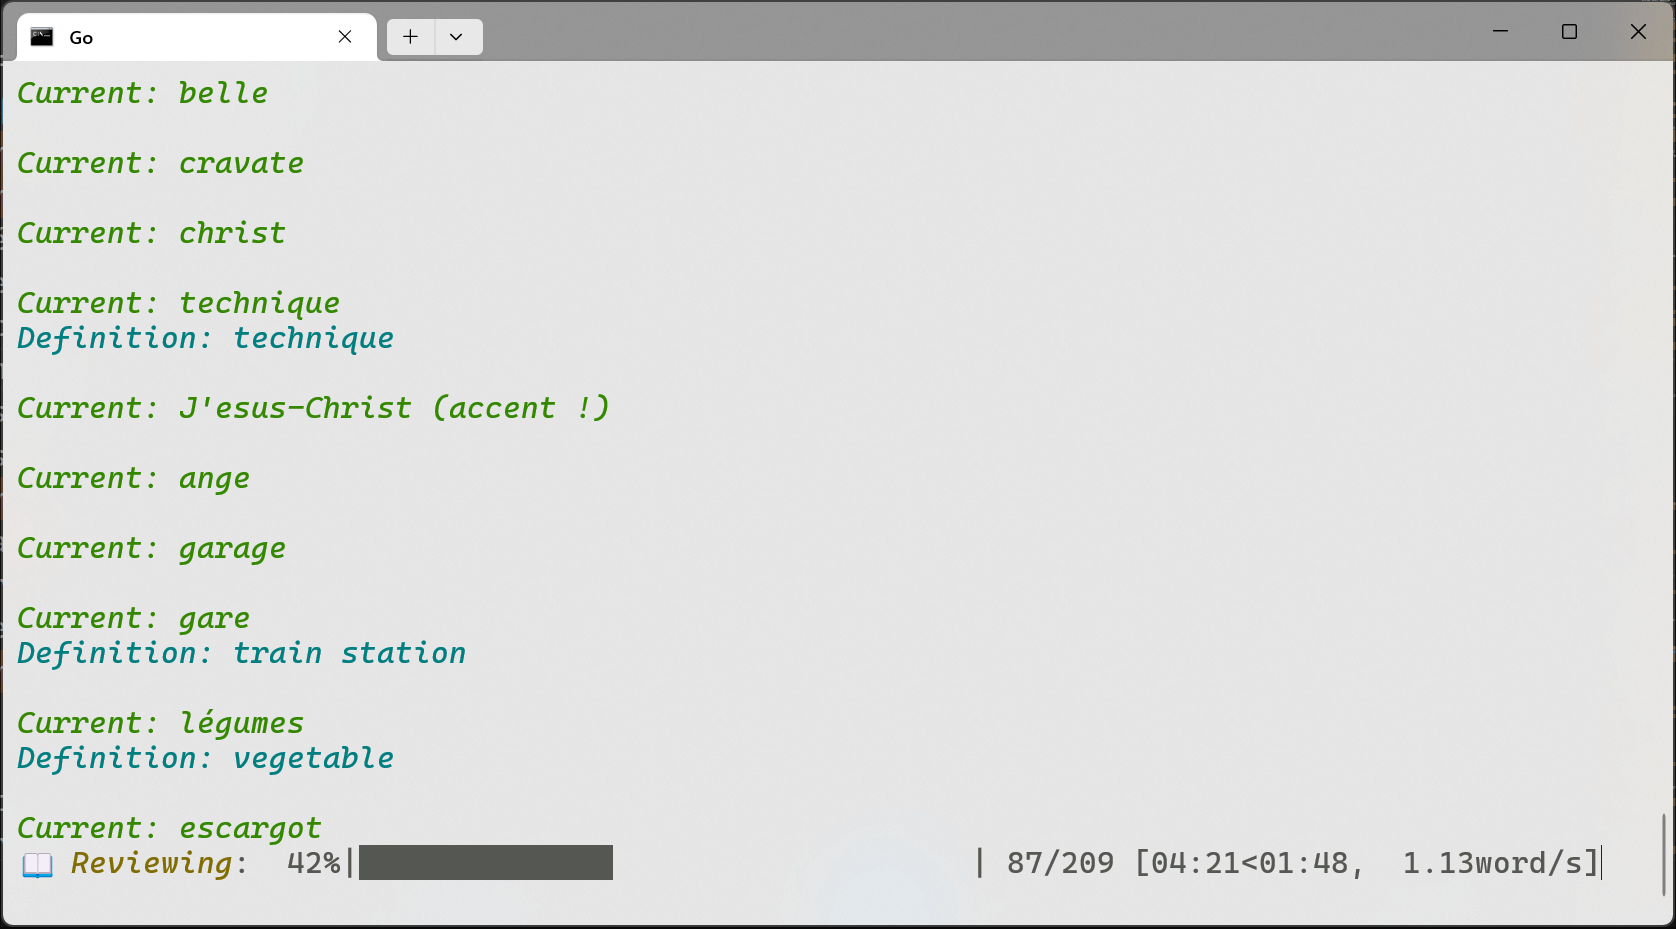 Go
Current: belle
Current: cravate
Current: christ
Current: technique
Definition: technique
Current: J'esus-Christ (accent !)
Current: ange
Current: garage
Current: gare
Definition: train station
Current: légumes
Definition: vegetable
Current: escargot
📖 Reviewing:  42%| | 87/209 [04:21<01:48,  1.13word/s]